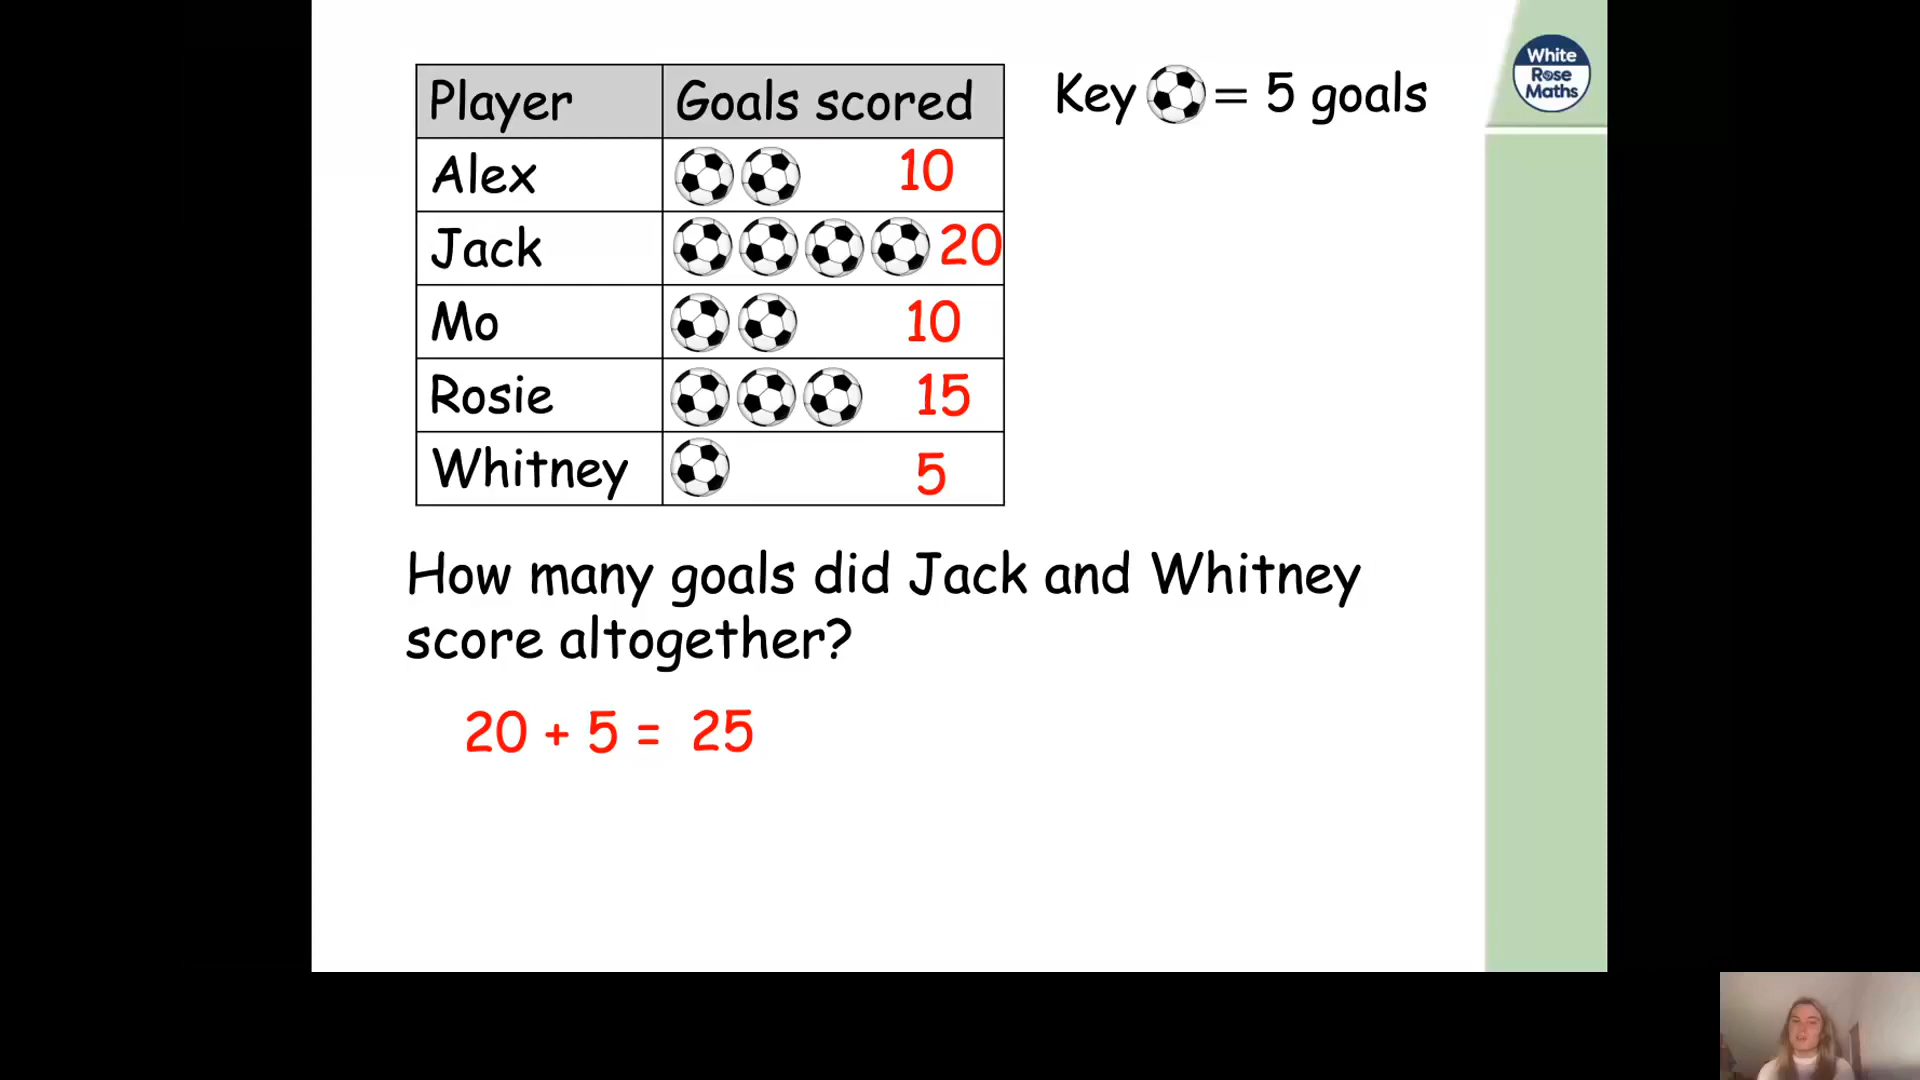 Player Goals scored
Key = 5 goals
White
Rose
Maths
Alex 10
Jack 20
Mo 10
Rosie 15
Whitney 5
How many goals did Jack and Whitney
score altogether?
20 + 5 = 25